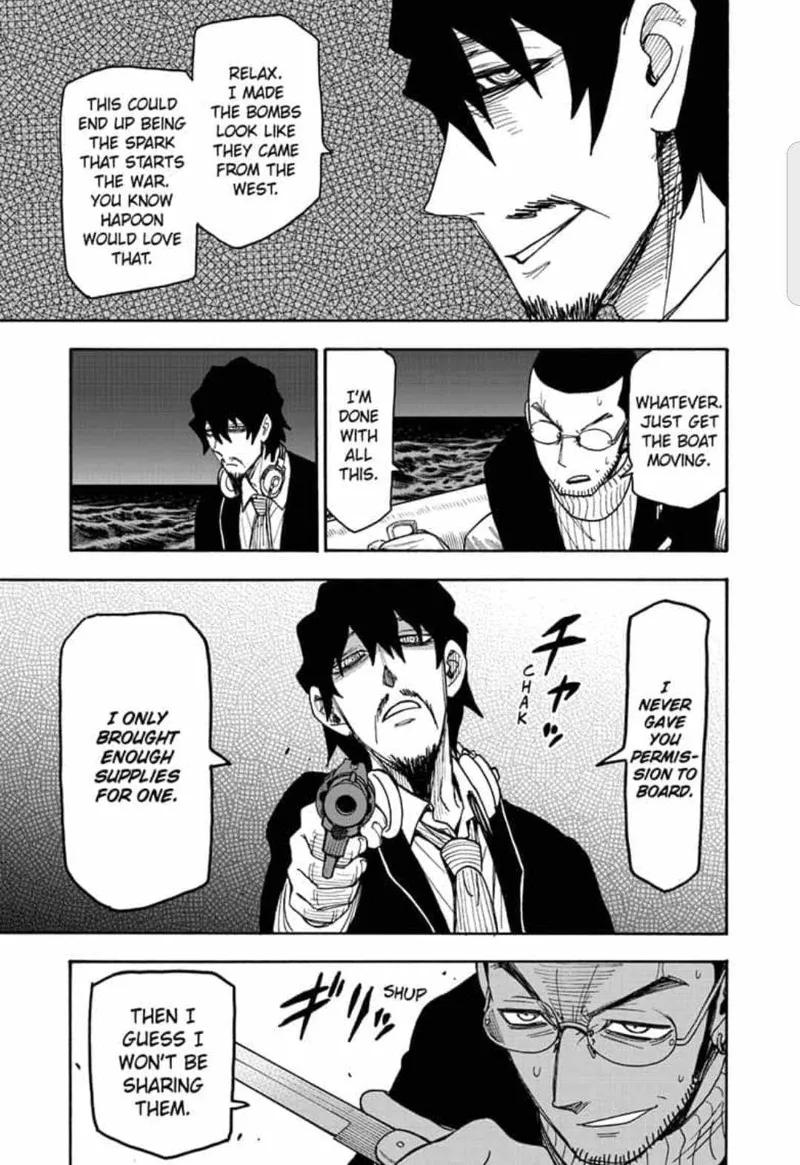 RELAX.
I MADE
THE BOMBS
LOOK LIKE
THEY CAME
FROM THE
WEST.
THIS COULD
END UP BEING
THE SPARK
THAT STARTS
THE WAR.
YOU KNOW
HAPOON
WOULD LOVE
THAT.
WHATEVER.
JUST GET
THE BOAT
MOVING.
I'M
DONE
WITH
ALL
THIS.
I
NEVER
GAVE
YOU
PERMIS-
SION TO
BOARD.
チャッ
CHAK
I ONLY
BROUGHT
ENOUGH
SUPPLIES
FOR ONE.
ギリッ
SHUP
THEN I
GUESS I
WON'T BE
SHARING
THEM.